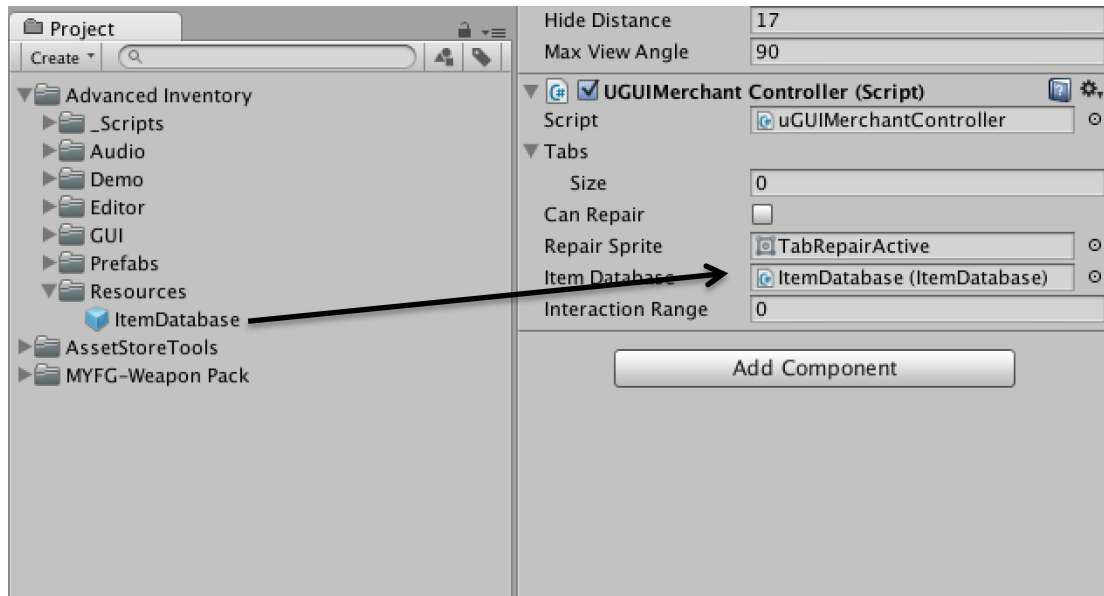 Project
Create
Advanced Inventory
_Scripts
Audio
Demo
Editor
GUI
Prefabs
Resources
ItemDatabase
AssetStoreTools
MYFG-Weapon Pack
Hide Distance 17
Max View Angle 90
UGUIMerchant Controller (Script)
Script uGUIMerchantController
Tabs
Size 0
Can Repair
Repair Sprite TabRepairActive
Item Database ItemDatabase (ItemDatabase)
Interaction Range 0
Add Component